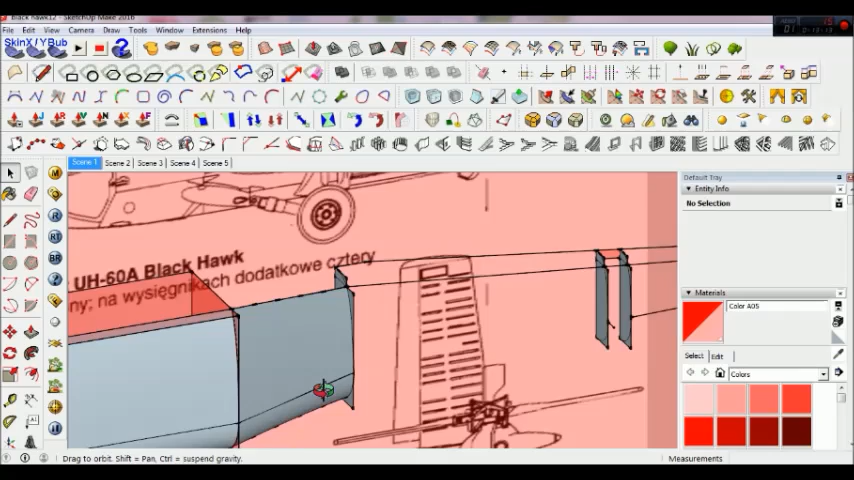 Black hawk12 - SketchUp Make 2016
File Edit View Camera Draw Tools Window Extensions Help
SkinX/YBub
Scene 1 Scene 2 Scene 3 Scene 4 Scene 5
Default Tray
Entity Info
No Selection
UH-60A Black Hawk
ny; na wysięgnikach dodatkowe cztery
Materials
Color A05
Select Edit
Colors
M
R
RT
BR
Drag to orbit. Shift = Pan, Ctrl = suspend gravity.
Measurements